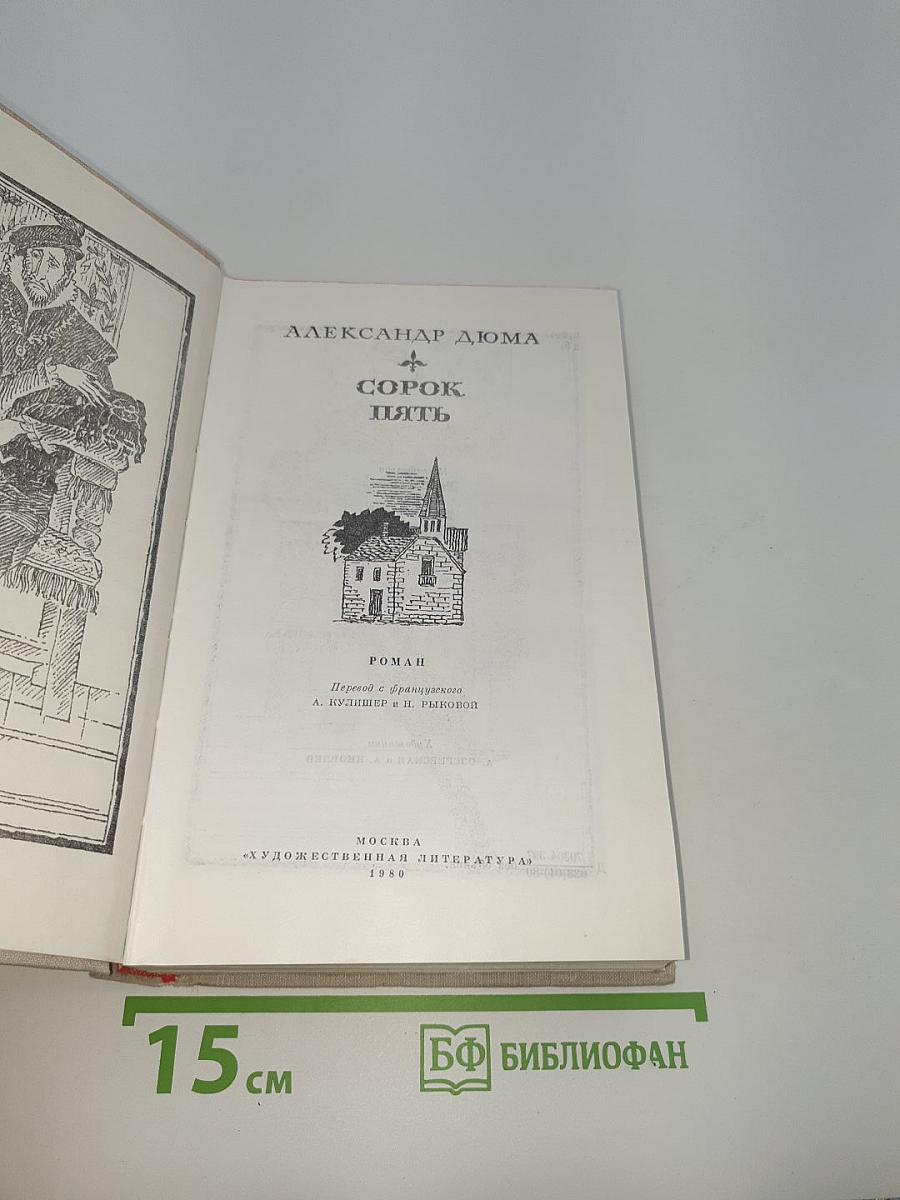 АЛЕКСАНДР ДЮМА
СОРОК
ПЯТЬ
РОМАН
Перевод с французского
А. КУЛИШЕР и Н. РЫКОВОЙ
МОСКВА
«ХУДОЖЕСТВЕННАЯ ЛИТЕРАТУРА»
1980
15 см
БФ БИБЛИОФАН